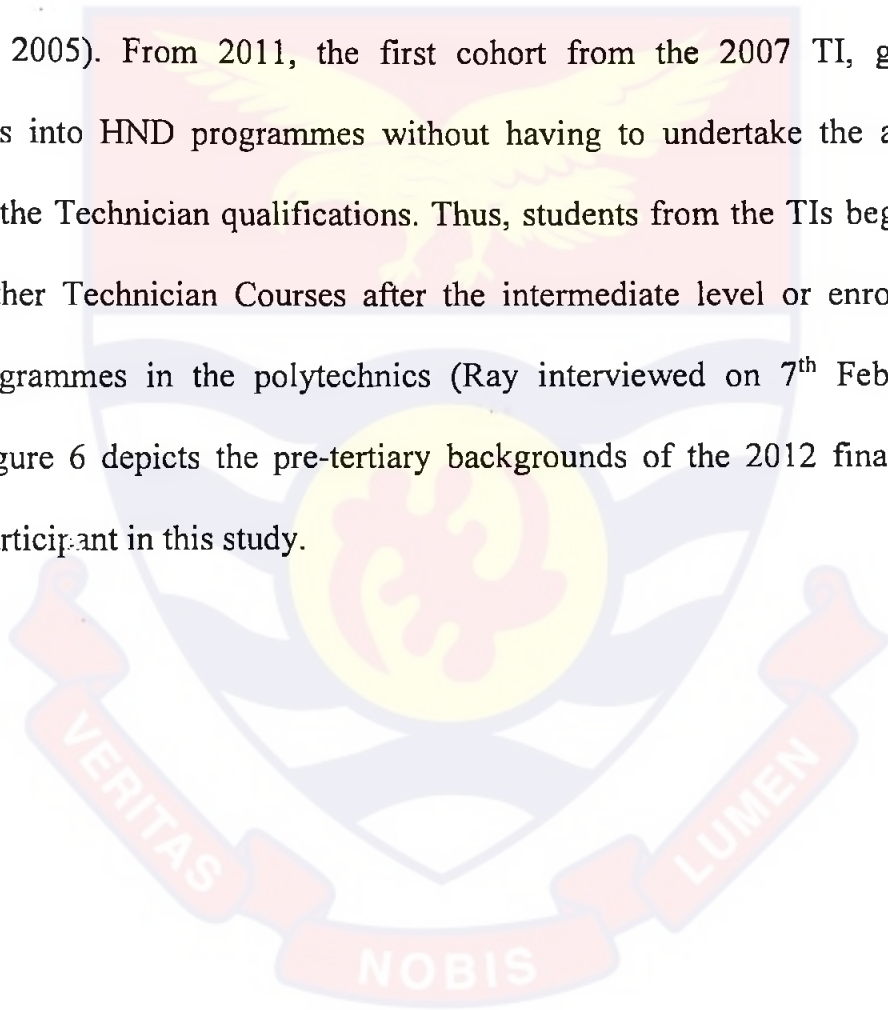 2005). From 2011, the first cohort from the 2007 TI, g
s into HND programmes without having to undertake the a
the Technician qualifications. Thus, students from the TIs beg
her Technician Courses after the intermediate level or enro
grammes in the polytechnics (Ray interviewed on 7th Feb
gure 6 depicts the pre-tertiary backgrounds of the 2012 fina
rticipant in this study.
VERITAS
NOBIS
LUMEN